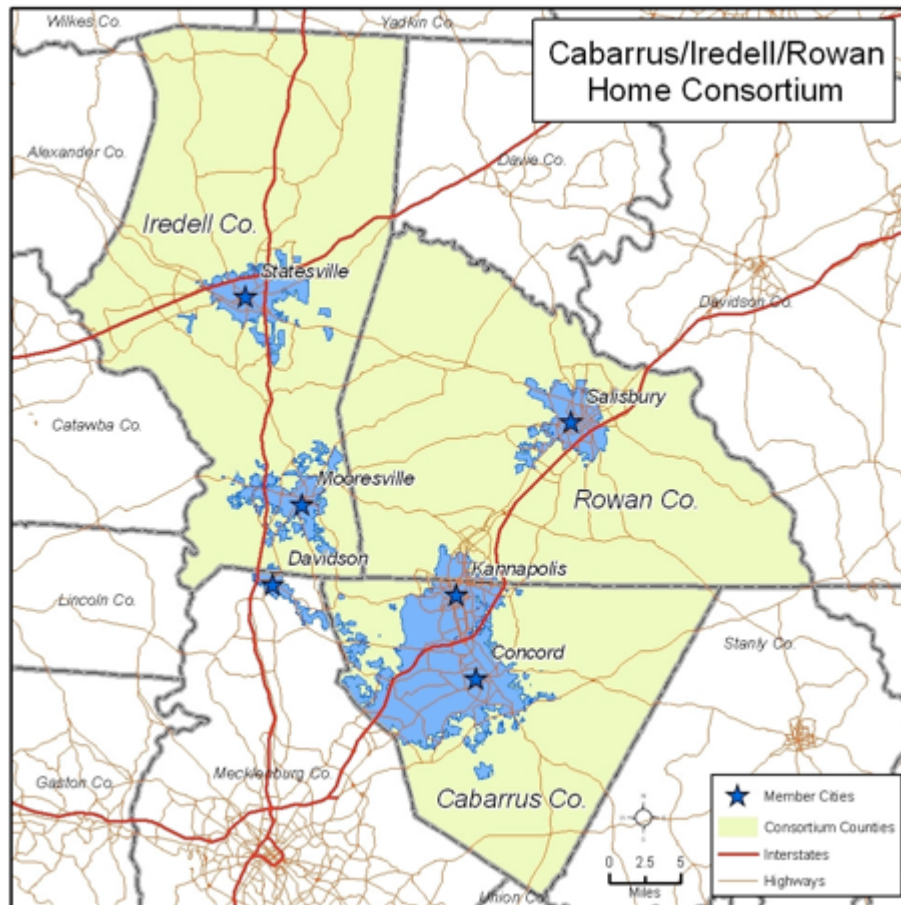 Wilkes Co.
Yadkin Co.
Cabarrus/Iredell/Rowan
Home Consortium
Alexander Co.
Davie Co.
Iredell Co.
Statesville
Davidson Co.
Catawba Co.
Salisbury
Mooresville
Rowan Co.
Davidson
Kannapolis
Lincoln Co.
Concord
Stanly Co.
Gaston Co.
Mecklenburg Co.
Cabarrus Co.
Union Co.
N
0 2.5 5
Miles
Member Cities
Consortium Counties
Interstates
Highways